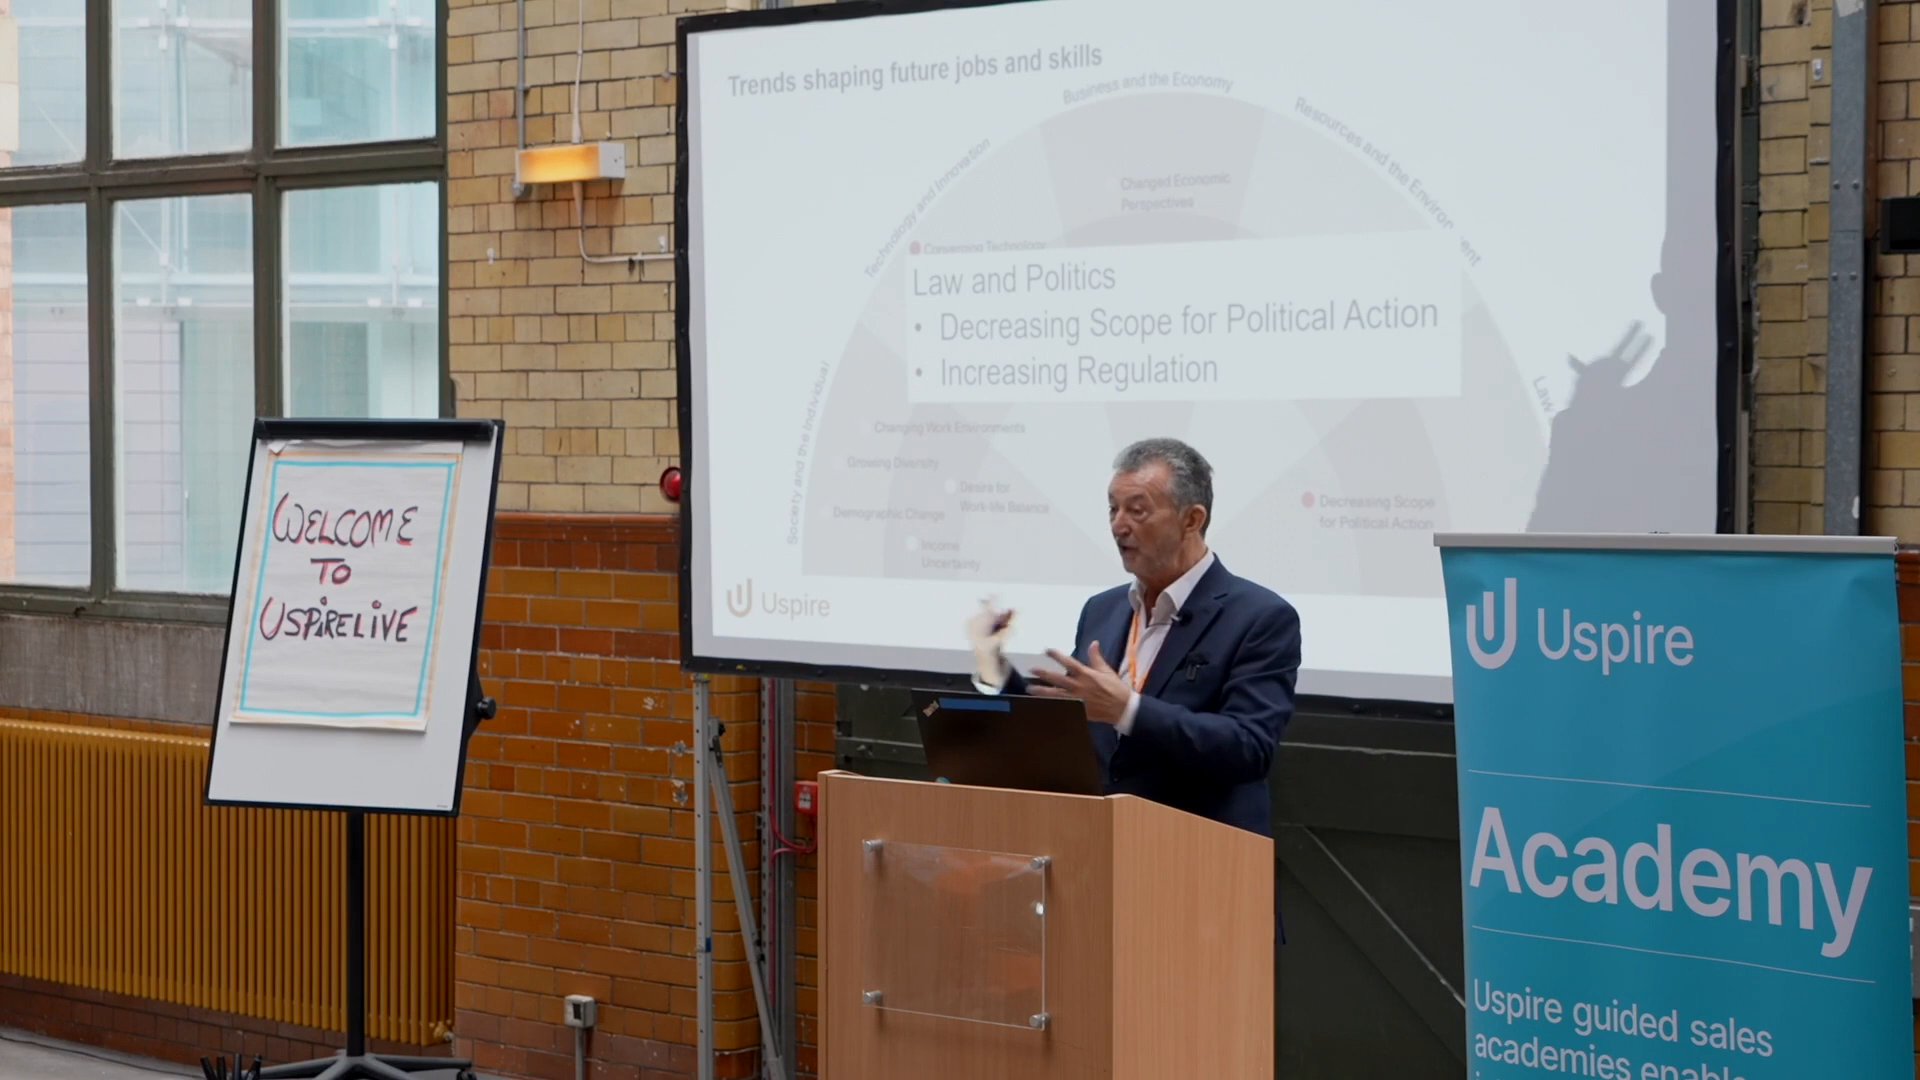 WELCOME
TO
USPIRELIVE
Trends shaping future jobs and skills
Business and the Economy
Technology and Innovation
Resources and the Environment
Society and the Individual
Law
Changed Economic
Perspectives
Converging Technology
Law and Politics
• Decreasing Scope for Political Action
• Increasing Regulation
Changing Work Environments
Growing Diversity
Desire for
Work-life Balance
Demographic Change
Income
Uncertainty
Decreasing Scope
for Political Action
Uspire
Uspire
Academy
Uspire guided sales
academies enable